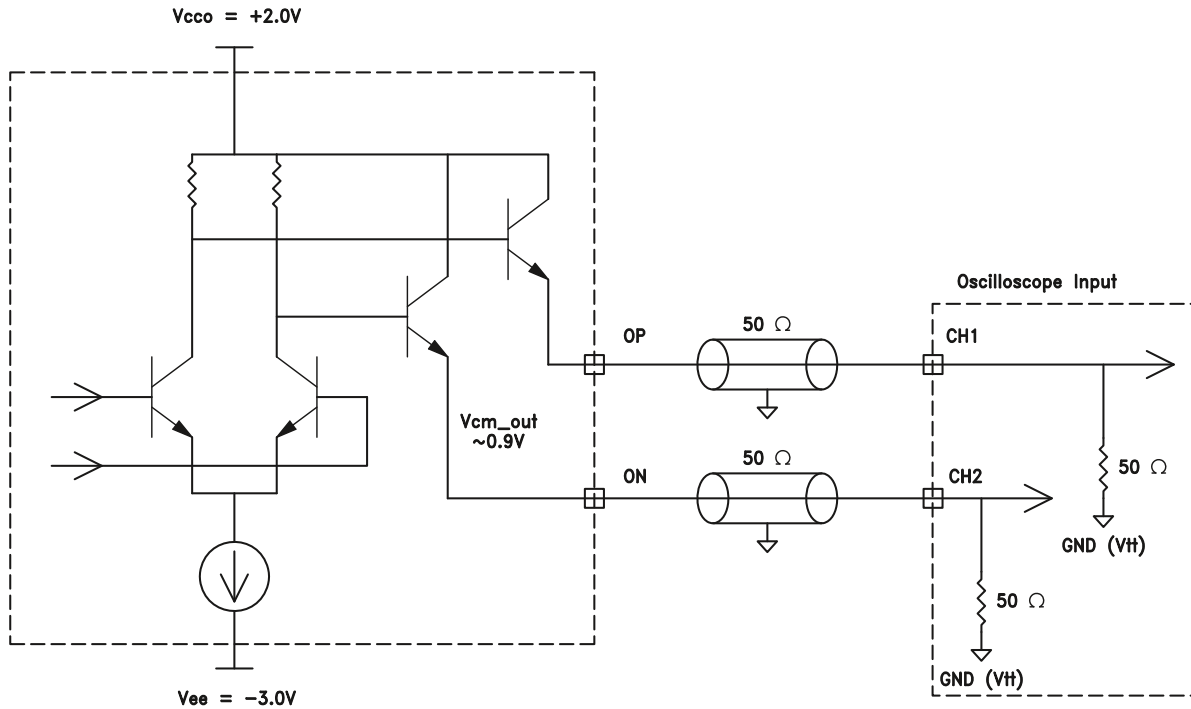 Vcco = +2.0V
Oscilloscope Input
OP
50 Ω
CH1
Vcm_out
~0.9V
50 Ω
ON
50 Ω
CH2
GND (Vtt)
50 Ω
GND (Vtt)
Vee = -3.0V